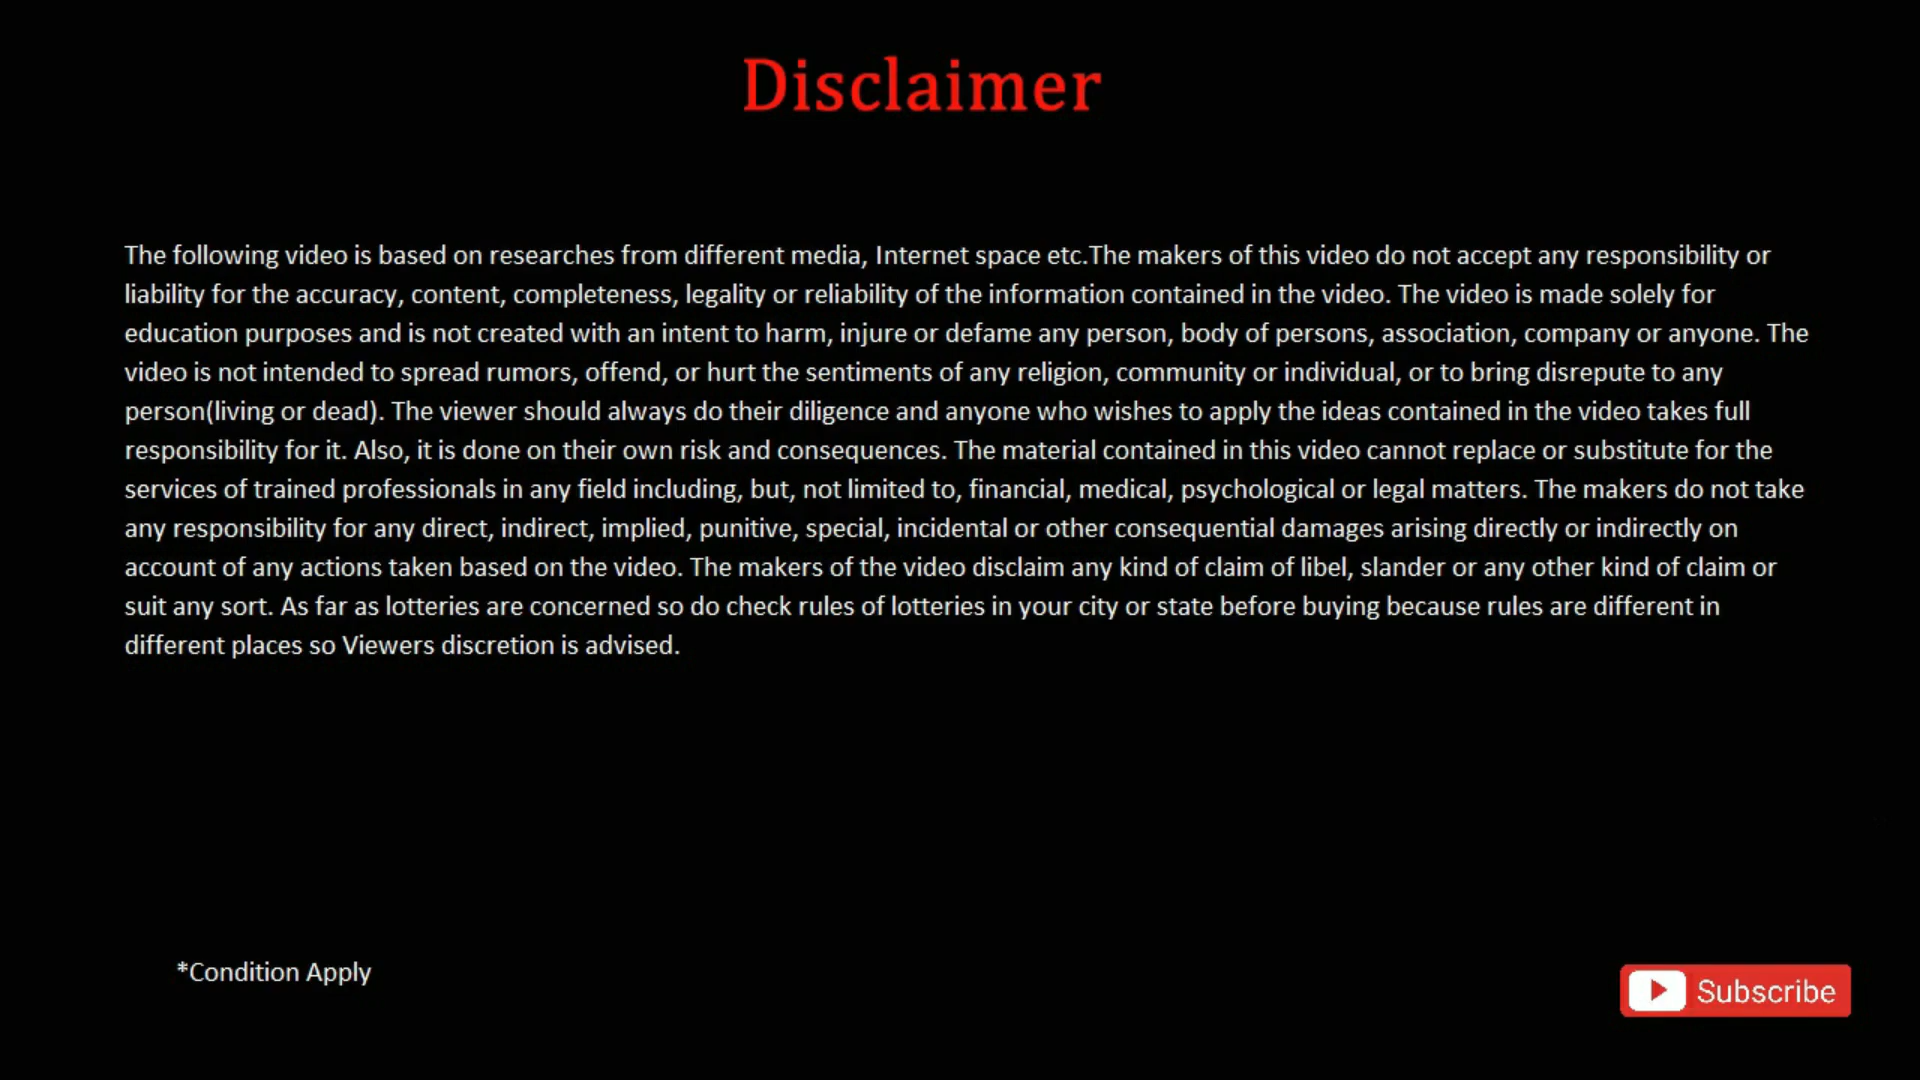 Disclaimer
The following video is based on researches from different media, Internet space etc.The makers of this video do not accept any responsibility or
liability for the accuracy, content, completeness, legality or reliability of the information contained in the video. The video is made solely for
education purposes and is not created with an intent to harm, injure or defame any person, body of persons, association, company or anyone. The
video is not intended to spread rumors, offend, or hurt the sentiments of any religion, community or individual, or to bring disrepute to any
person(living or dead). The viewer should always do their diligence and anyone who wishes to apply the ideas contained in the video takes full
responsibility for it. Also, it is done on their own risk and consequences. The material contained in this video cannot replace or substitute for the
services of trained professionals in any field including, but, not limited to, financial, medical, psychological or legal matters. The makers do not take
any responsibility for any direct, indirect, implied, punitive, special, incidental or other consequential damages arising directly or indirectly on
account of any actions taken based on the video. The makers of the video disclaim any kind of claim of libel, slander or any other kind of claim or
suit any sort. As far as lotteries are concerned so do check rules of lotteries in your city or state before buying because rules are different in
different places so Viewers discretion is advised.
*Condition Apply
Subscribe